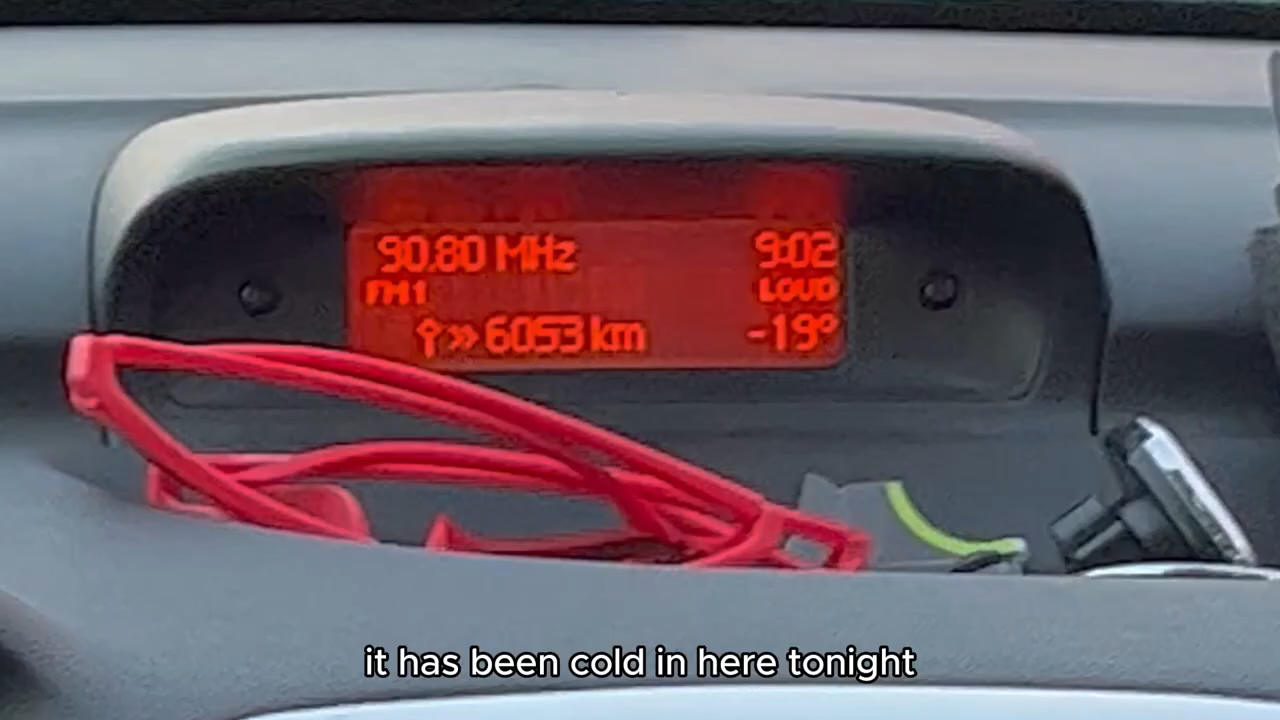 90.80 MHz 9:02
FM1 LOUD
» 6053 km -19°
it has been cold in here tonight